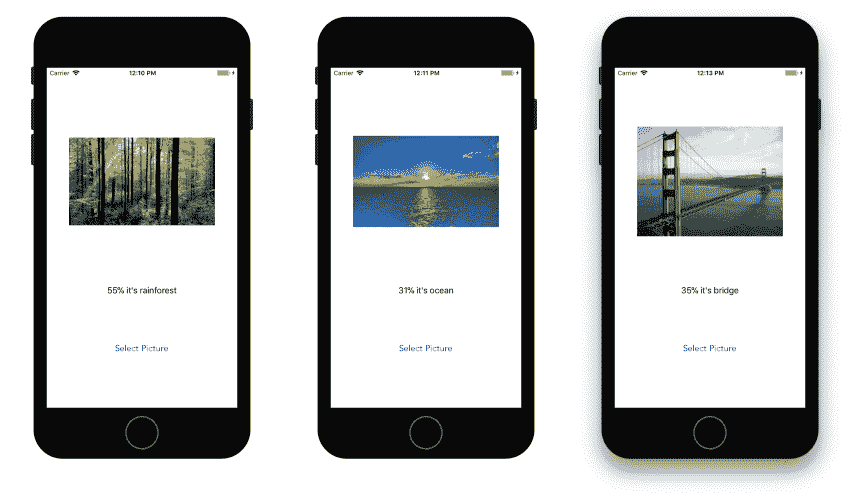 Carrier 12:10 PM
55% it's rainforest
Select Picture
Carrier 12:11 PM
31% it's ocean
Select Picture
Carrier 12:13 PM
35% it's bridge
Select Picture